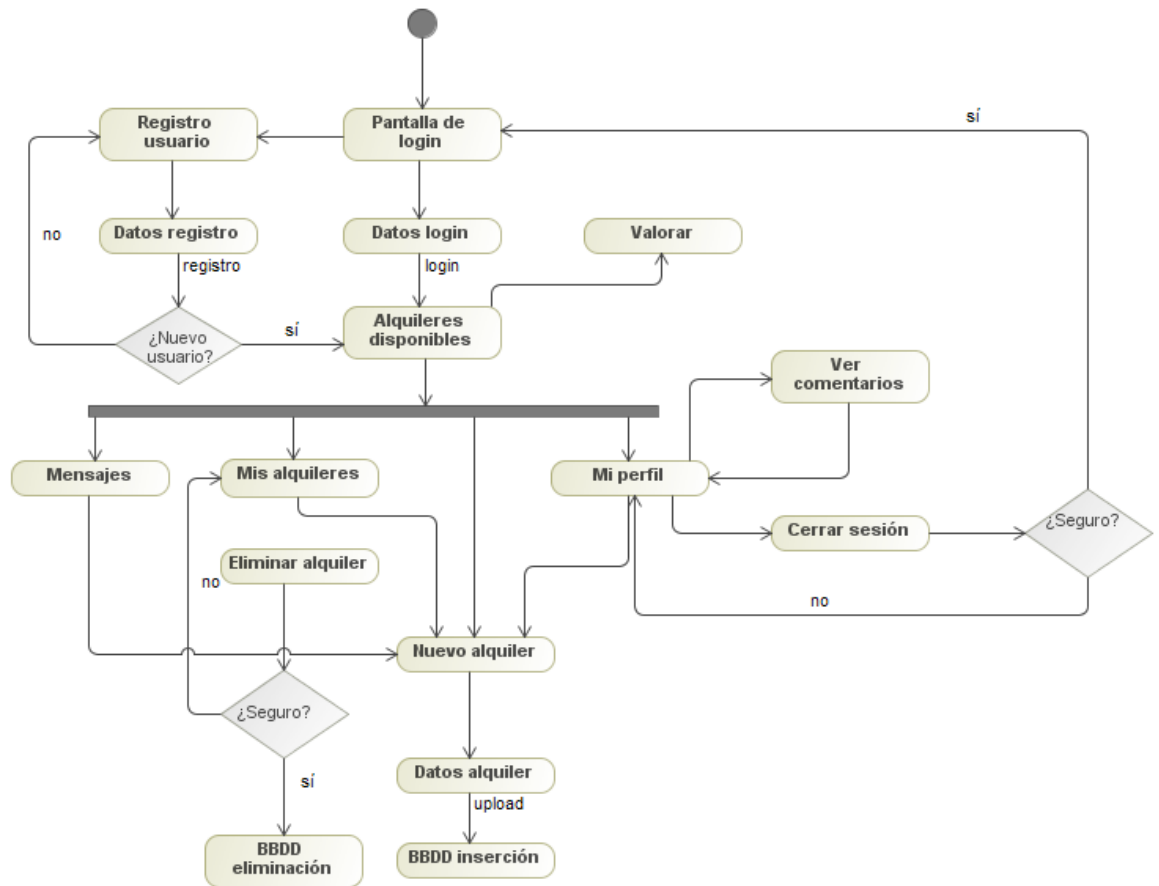 Registro
usuario
Pantalla de
login
sí
no
Datos registro
Datos login
Valorar
registro
login
¿Nuevo
usuario?
sí
Alquileres
disponibles
Ver
comentarios
Mensajes
Mis alquileres
Mi perfil
Cerrar sesión
¿Seguro?
Eliminar alquiler
no
no
Nuevo alquiler
¿Seguro?
sí
Datos alquiler
upload
BBDD
eliminación
BBDD inserción